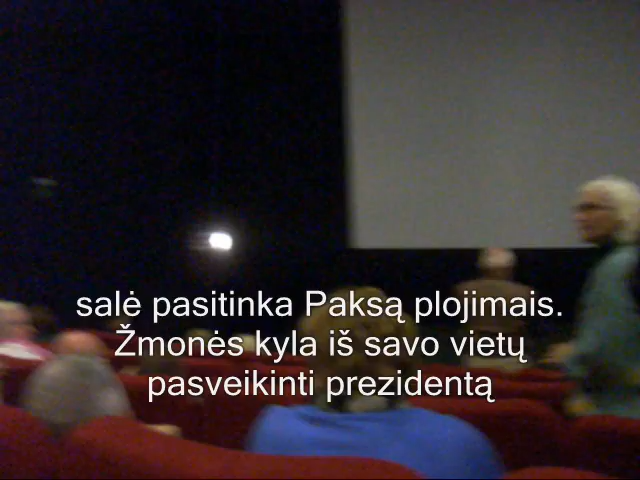 salė pasitinka Paksą plojimais.
Žmonės kyla iš savo vietų
pasveikinti prezidentą